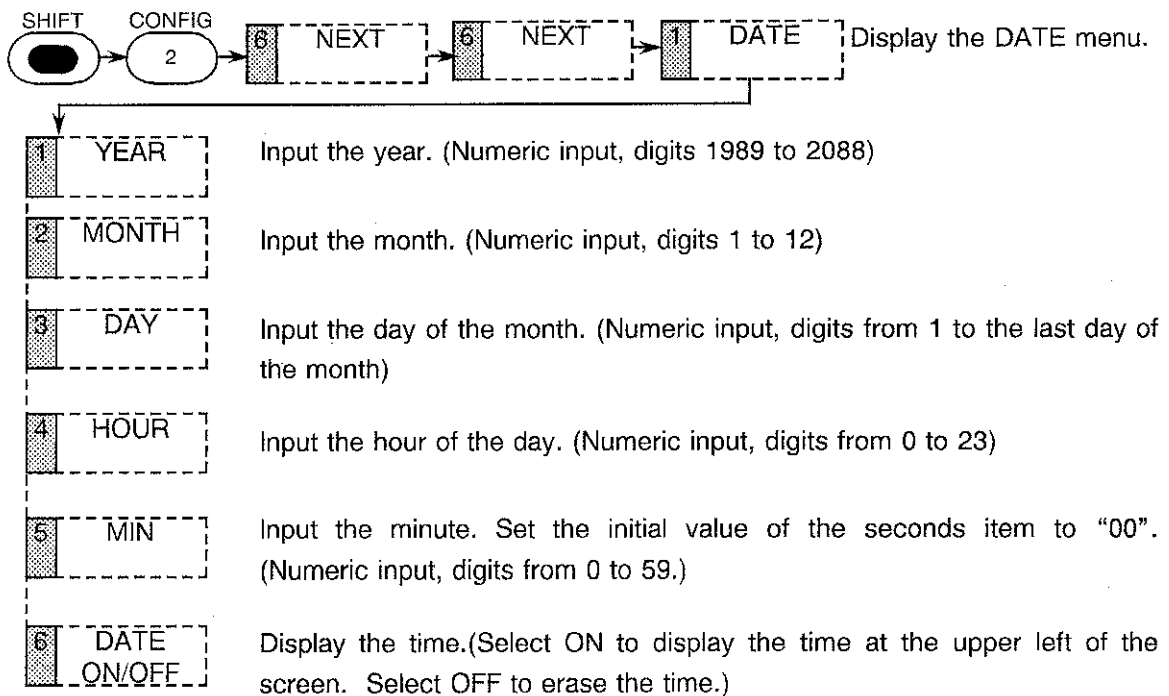 SHIFT CONFIG
2 6 NEXT 6 NEXT 1 DATE Display the DATE menu.
1 YEAR Input the year. (Numeric input, digits 1989 to 2088)
2 MONTH Input the month. (Numeric input, digits 1 to 12)
3 DAY Input the day of the month. (Numeric input, digits from 1 to the last day of
the month)
4 HOUR Input the hour of the day. (Numeric input, digits from 0 to 23)
5 MIN Input the minute. Set the initial value of the seconds item to “00”.
(Numeric input, digits from 0 to 59.)
6 DATE Display the time.(Select ON to display the time at the upper left of the
ON/OFF screen. Select OFF to erase the time.)